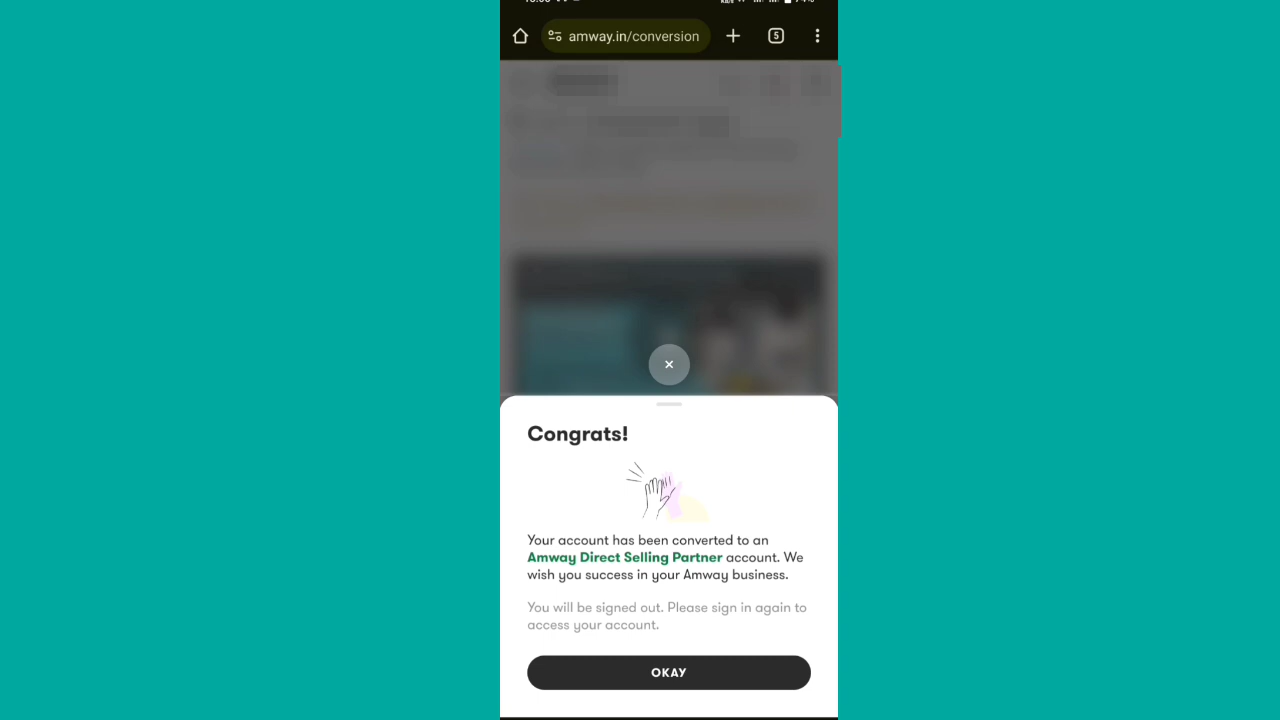 amway.in/conversion
5
Congrats!
Your account has been converted to an
Amway Direct Selling Partner account. We
wish you success in your Amway business.
You will be signed out. Please sign in again to
access your account.
OKAY